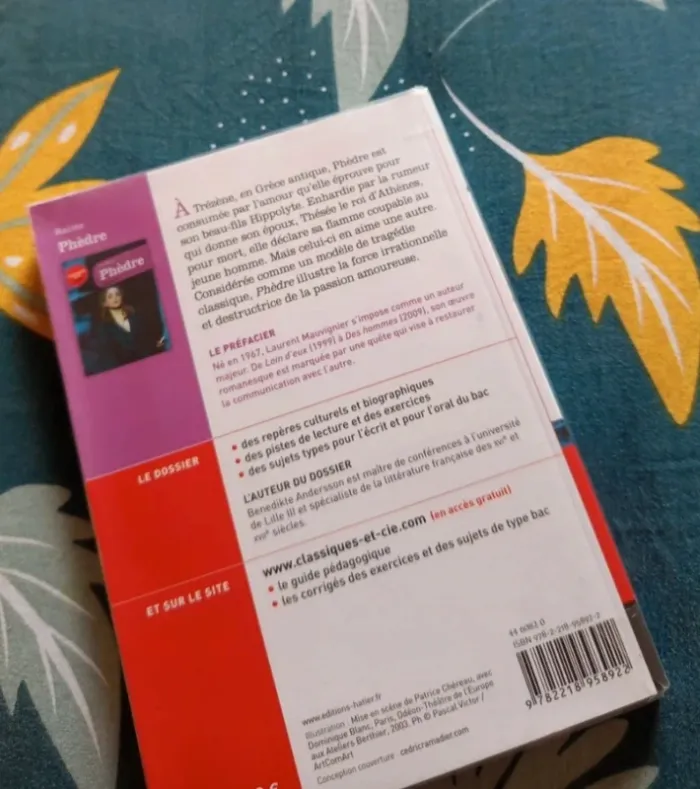 Racine
Phèdre
Phèdre
À Trézène, en Grèce antique, Phèdre est
consumée par l'amour qu'elle éprouve pour
son beau-fils Hippolyte. Enhardie par la rumeur
qui donne son époux, Thésée le roi d'Athènes,
pour mort, elle déclare sa flamme coupable au
jeune homme. Mais celui-ci en aime une autre.
Considérée comme un modèle de tragédie
classique, Phèdre illustre la force irrationnelle
et destructrice de la passion amoureuse.
LE PRÉFACIER
Né en 1967, Laurent Mauvignier s'impose comme un auteur
majeur. De Loin d'eux (1999) à Des hommes (2009), son œuvre
romanesque est marquée par une quête qui vise à restaurer
la communication avec l'autre.
LE DOSSIER
• des repères culturels et biographiques
• des pistes de lecture et des exercices
• des sujets types pour l'écrit et pour l'oral du bac
L'AUTEUR DU DOSSIER
Benedikte Andersson est maître de conférences à l'université
de Lille III et spécialiste de la littérature française des XVIe et
XVIIe siècles.
ET SUR LE SITE
www.classiques-et-cie.com (en accès gratuit)
• le guide pédagogique
• les corrigés des exercices et des sujets de type bac
www.editions-hatier.fr
Illustration : Mise en scène de Patrice Chéreau, avec
Dominique Blanc, Paris, Odéon-Théâtre de l'Europe
aux Ateliers Berthier, 2003. Ph © Pascal Victor /
ArtComArt
Conception couverture : cedricramadier.com
ISBN 978-2-218-95892-2
9 782218 958922